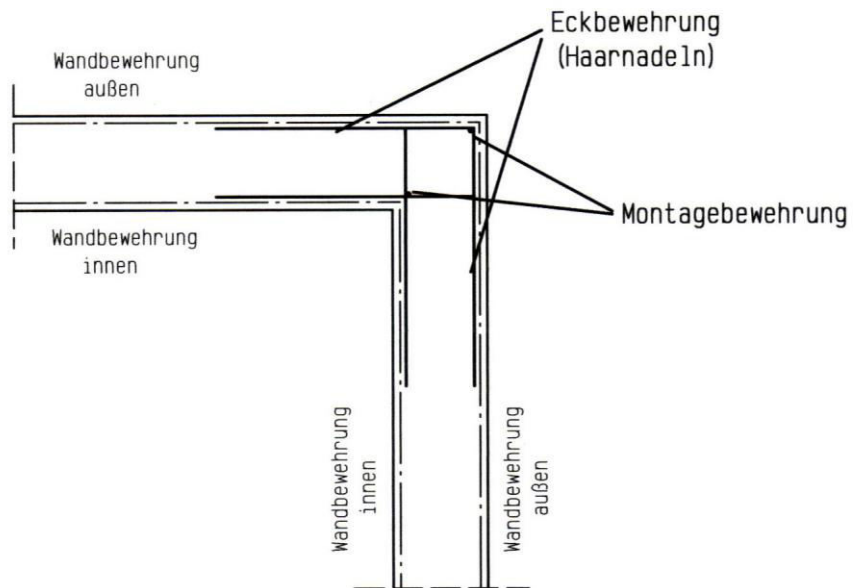 Eckbewehrung
(Haarnadeln)
Wandbewehrung
außen
Montagebewehrung
Wandbewehrung
innen
Wandbewehrung
innen
Wandbewehrung
außen